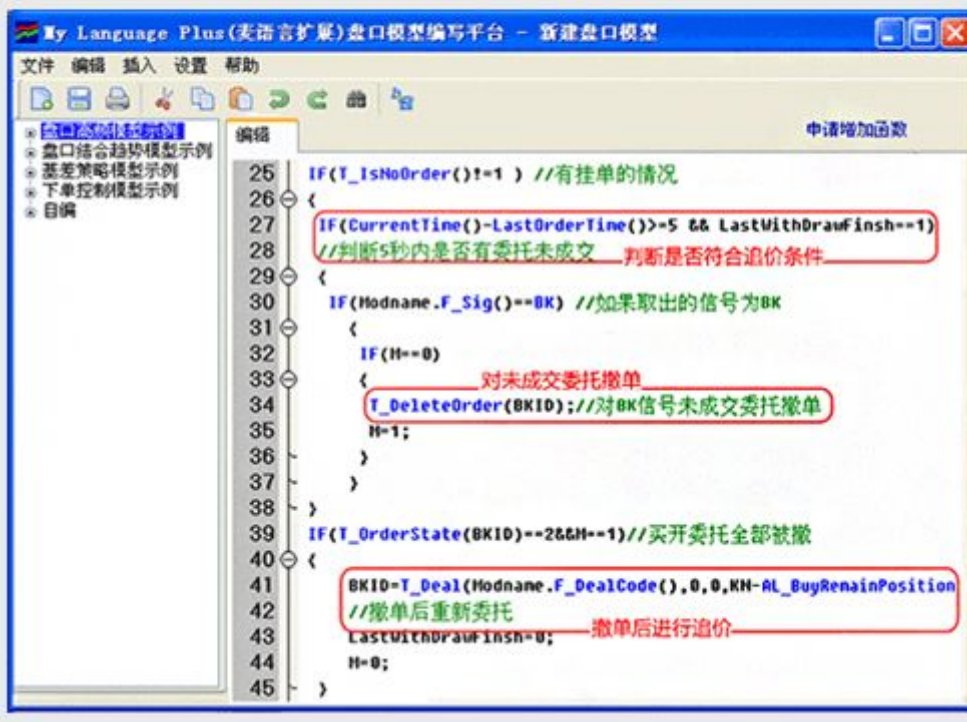 My Language Plus(麦语言扩展)盘口模型编写平台 - 新建盘口模型
文件 编辑 插入 设置 帮助
盘口高频模型示例
盘口结合趋势模型示例
基差策略模型示例
下单控制模型示例
自编
编辑
申请增加函数
25 IF(T_IsNoOrder()!=1 ) //有挂单的情况
26 {
27 IF(CurrentTime()-LastOrderTime()>=5 && LastWithDrawFinsh==1)
28 //判断5秒内是否有委托未成交 判断是否符合追价条件
29 {
30 IF(Modname.F_Sig()==BK) //如果取出的信号为BK
31 {
32 IF(M==0)
33 { 对未成交委托撤单
34 T_DeleteOrder(BKID);//对BK信号未成交委托撤单
35 M=1;
36 }
37 }
38 }
39 IF(T_OrderState(BKID)==2&&M==1)//买开委托全部被撤
40 {
41 BKID=T_Deal(Modname.F_DealCode(),0,0,KN-AL_BuyRemainPosition
42 //撤单后重新委托
43 LastWithDrawFinsh=0; 撤单后进行追价
44 M=0;
45 }